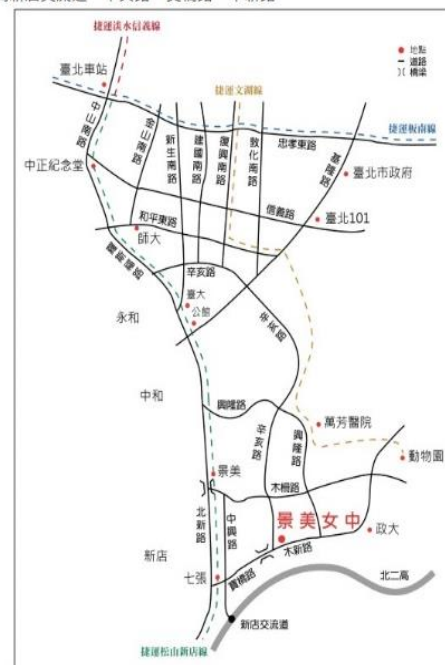 捷運淡水信義線
地點
道路
橋梁
臺北車站
捷運文湖線
捷運板南線
中山南路
金山南路
新生南路
建國南路
復興南路
敦化南路
忠孝東路
基隆路
中正紀念堂
臺北市政府
信義路
臺北101
和平東路
師大
羅斯福路
辛亥路
臺大
公館
辛亥路
永和
中和
興隆路
辛亥路
興隆路
萬芳醫院
動物園
景美
木柵路
北新路
中興路
景美女中
政大
木新路
新店
七張
寶橋路
北二高
新店交流道
捷運松山新店線